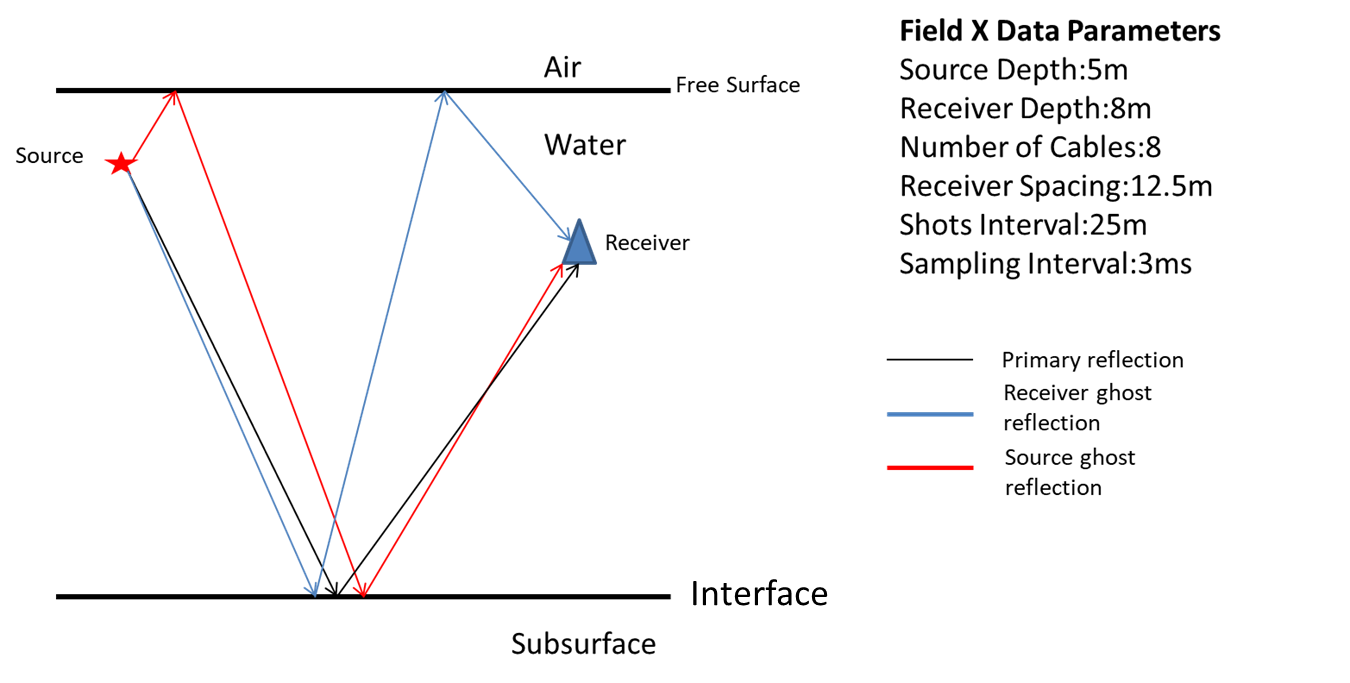 Air
Free Surface
Water
Source
Receiver
Interface
Subsurface
Field X Data Parameters
Source Depth:5m
Receiver Depth:8m
Number of Cables:8
Receiver Spacing:12.5m
Shots Interval:25m
Sampling Interval:3ms
Primary reflection
Receiver ghost
reflection
Source ghost
reflection